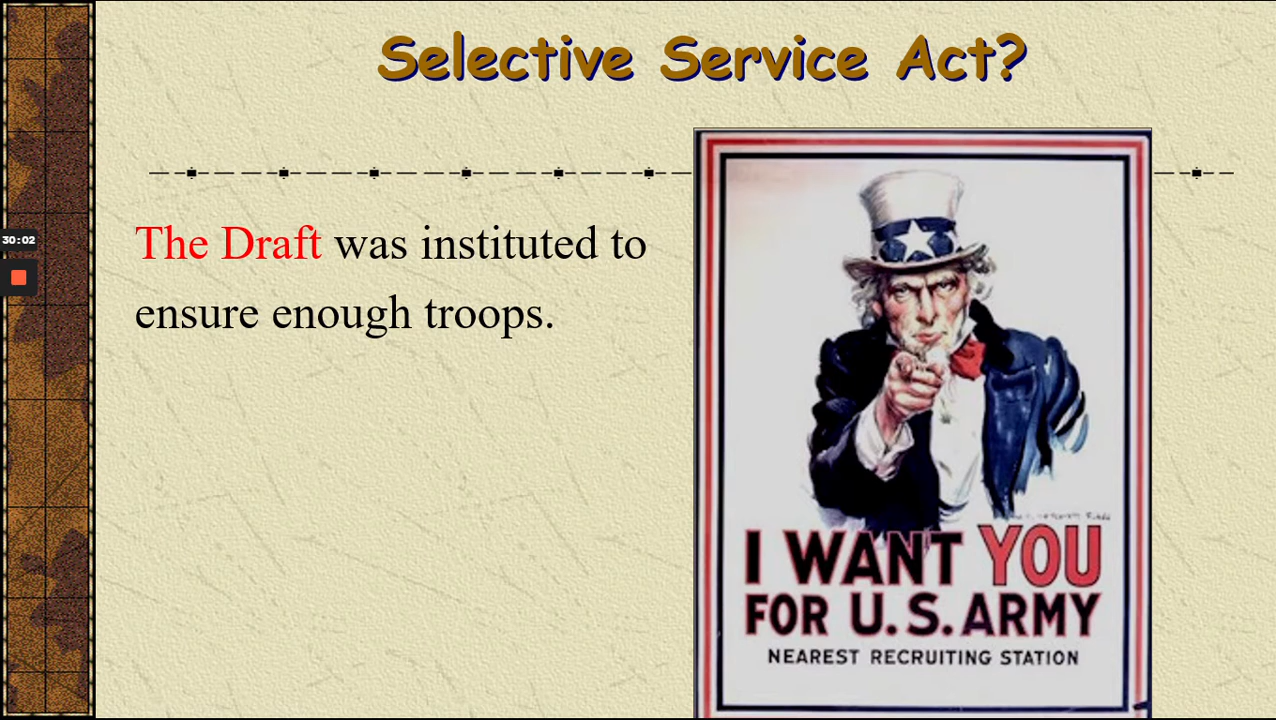 Selective Service Act?
30:02
The Draft was instituted to
ensure enough troops.
I WANT YOU
FOR U.S. ARMY
NEAREST RECRUITING STATION